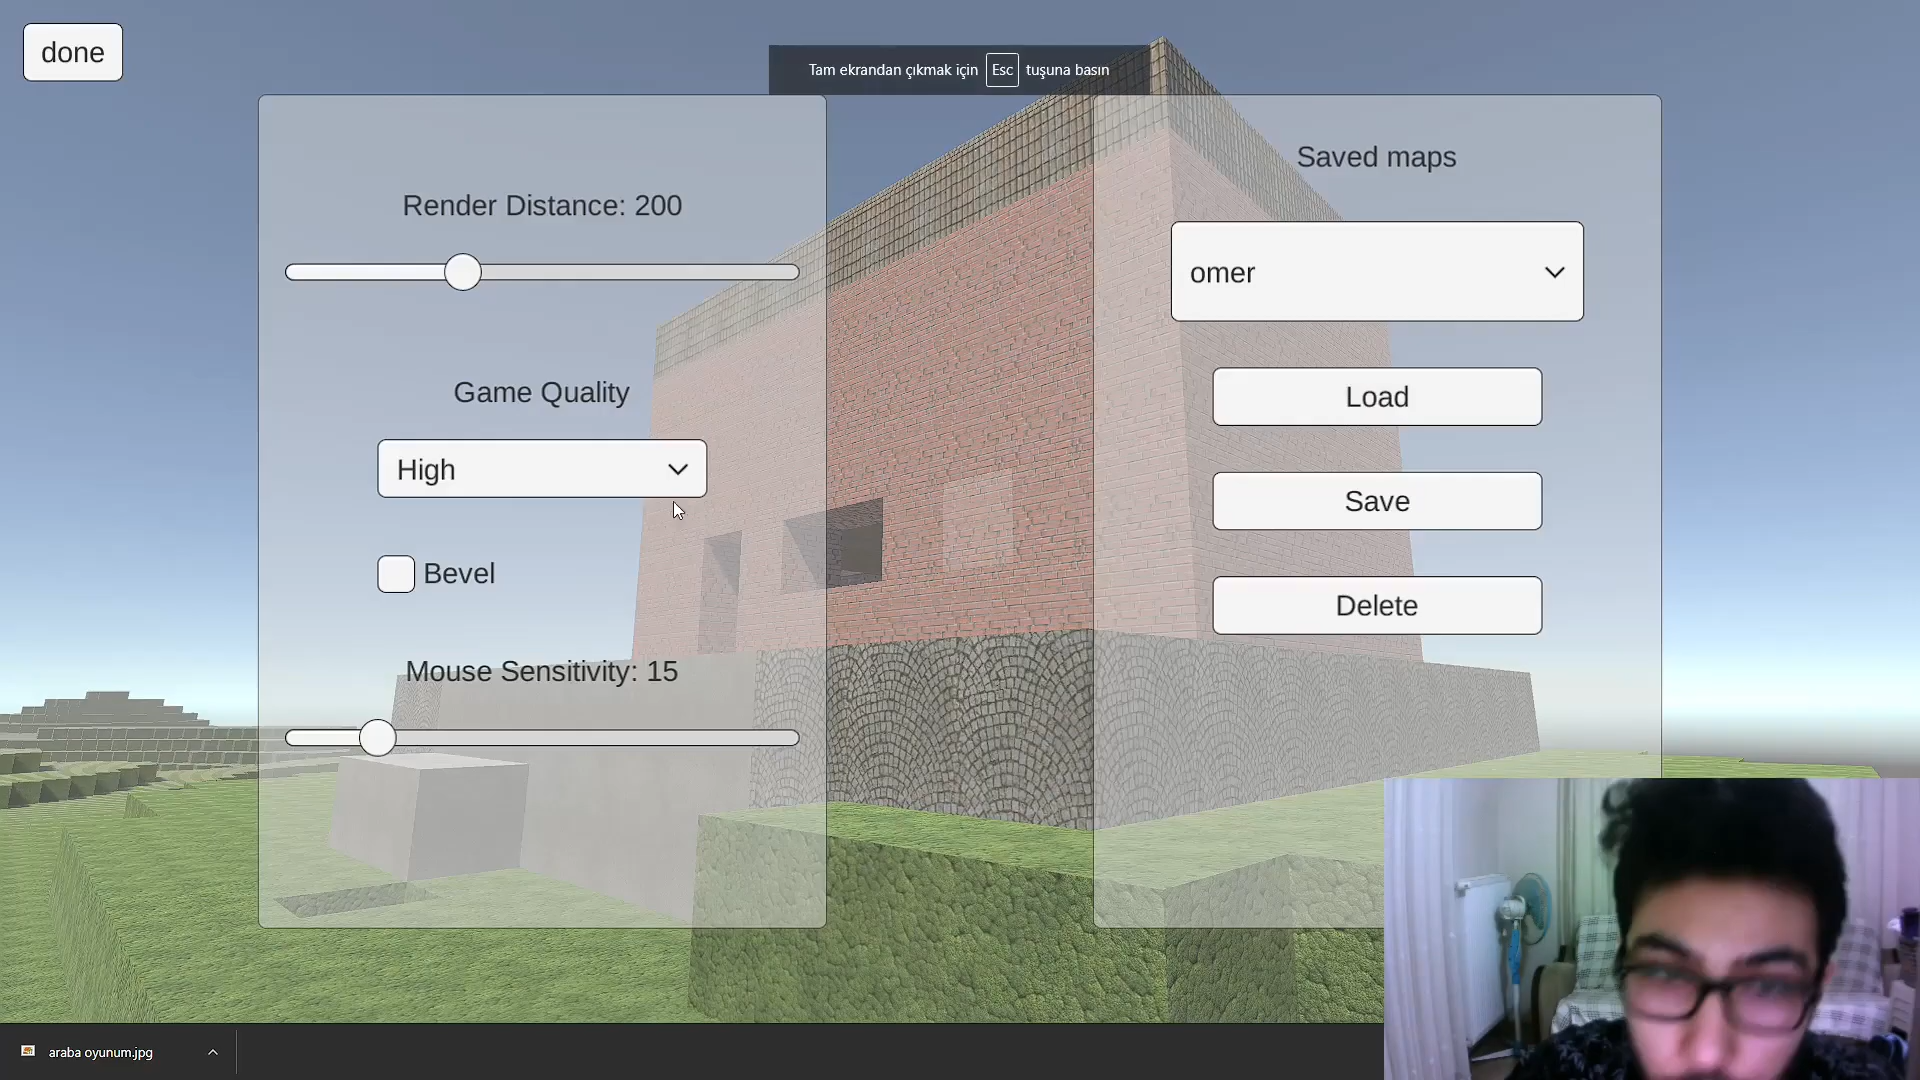 done
Tam ekrandan çıkmak için Esc tuşuna basın
Render Distance: 200
Game Quality
High
Bevel
Mouse Sensitivity: 15
Saved maps
omer
Load
Save
Delete
araba oyunum.jpg